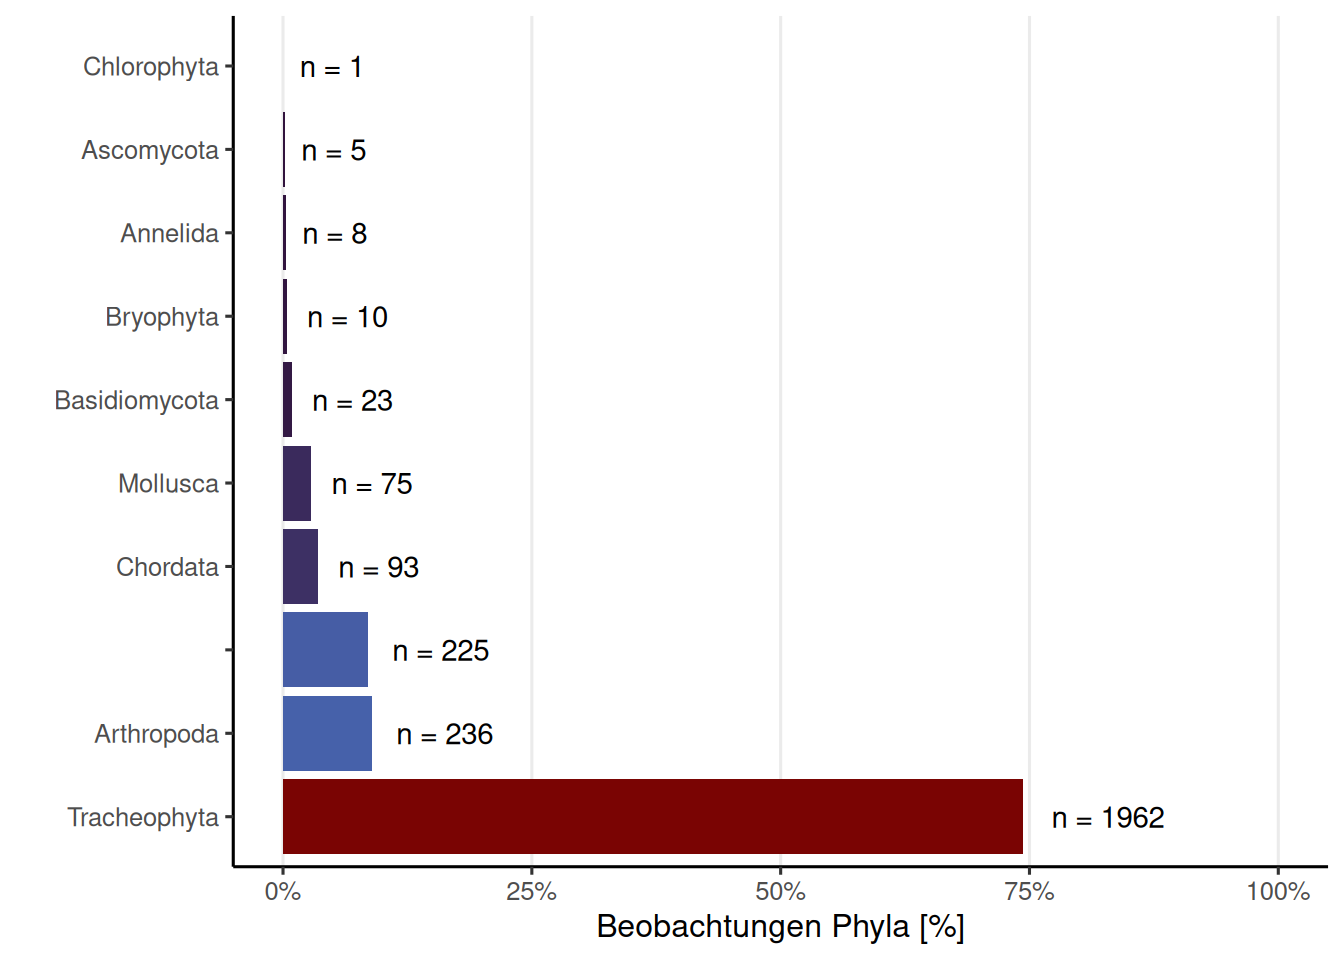 Chlorophyta n = 1
Ascomycota n = 5
Annelida n = 8
Bryophyta n = 10
Basidiomycota n = 23
Mollusca n = 75
Chordata n = 93
n = 225
Arthropoda n = 236
Tracheophyta n = 1962
0% 25% 50% 75% 100%
Beobachtungen Phyla [%]